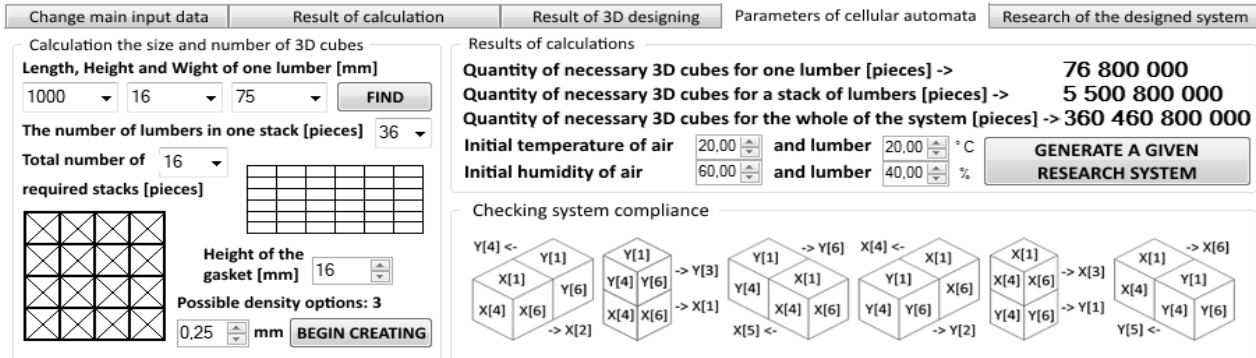 Change main input data
Result of calculation
Result of 3D designing
Parameters of cellular automata
Research of the designed system
Calculation the size and number of 3D cubes
Length, Height and Wight of one lumber [mm]
1000
16
75
FIND
The number of lumbers in one stack [pieces]
36
Total number of
16
required stacks [pieces]
Height of the
gasket [mm]
16
Possible density options: 3
0,25
mm
BEGIN CREATING
Results of calculations
Quantity of necessary 3D cubes for one lumber [pieces] -> 76 800 000
Quantity of necessary 3D cubes for a stack of lumbers [pieces] -> 5 500 800 000
Quantity of necessary 3D cubes for the whole of the system [pieces] -> 360 460 800 000
Initial temperature of air 20,00 and lumber 20,00 °C
Initial humidity of air 60,00 and lumber 40,00 %
GENERATE A GIVEN
RESEARCH SYSTEM
Checking system compliance
Y[4] <-
Y[1]
X[1]
Y[6]
X[4]
X[6]
-> X[2]
Y[1]
Y[4]
Y[6]
-> Y[3]
X[4]
X[6]
-> X[1]
-> Y[6]
Y[1]
X[1]
Y[4]
X[4]
X[6]
X[5] <-
X[4] <-
X[1]
Y[1]
X[6]
Y[4]
Y[6]
-> Y[2]
X[1]
X[4]
X[6]
-> X[3]
Y[4]
Y[6]
-> Y[1]
-> X[6]
X[1]
Y[1]
X[4]
Y[4]
Y[6]
Y[5] <-